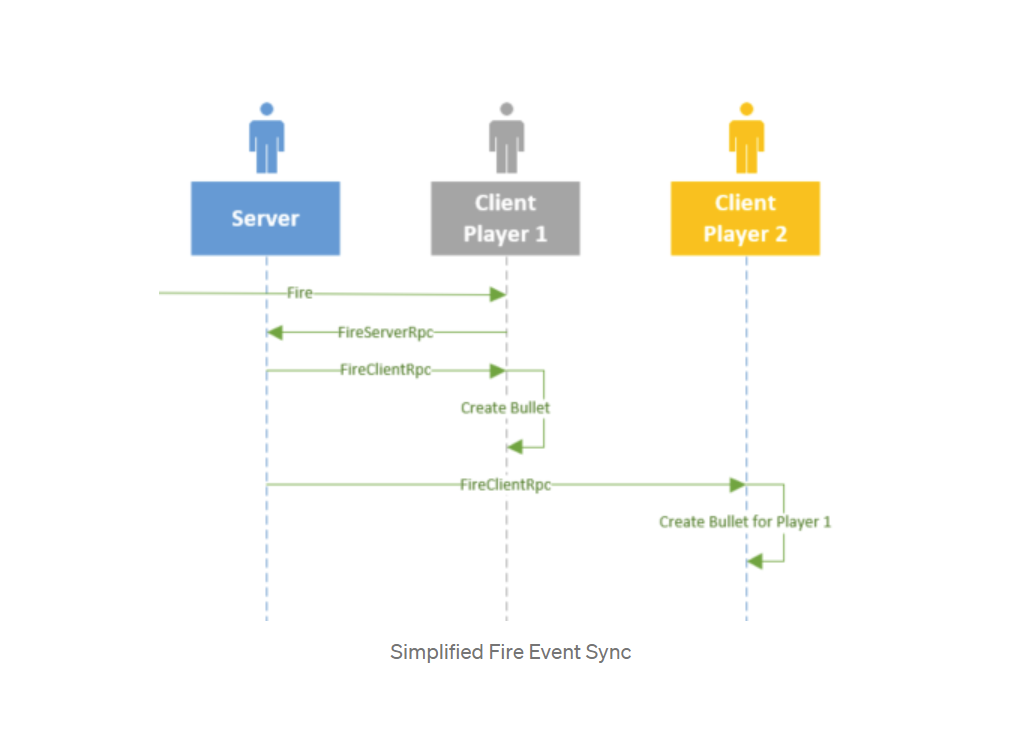 Server
Client
Player 1
Client
Player 2
Fire
FireServerRpc
FireClientRpc
Create Bullet
FireClientRpc
Create Bullet for Player 1
Simplified Fire Event Sync